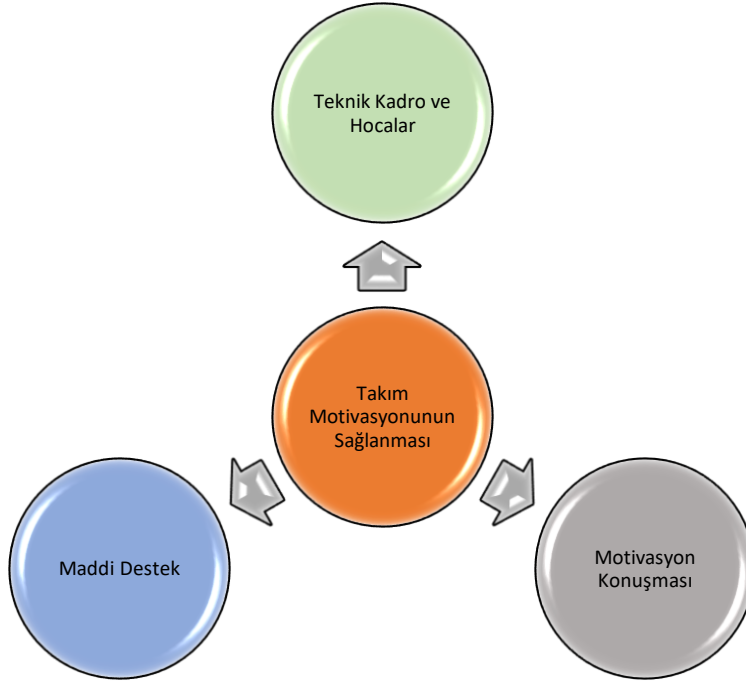 Teknik Kadro ve
Hocalar
Takım
Motivasyonunun
Sağlanması
Maddi Destek
Motivasyon
Konuşması